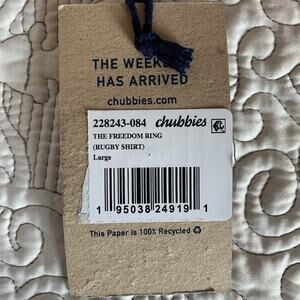 THE WEEKE
HAS ARRIVED
chubbies.com
228243-084 chubbies
THE FREEDOM RING
(RUGBY SHIRT)
Large
1 95038 24919 1
This Paper is 100% Recycled